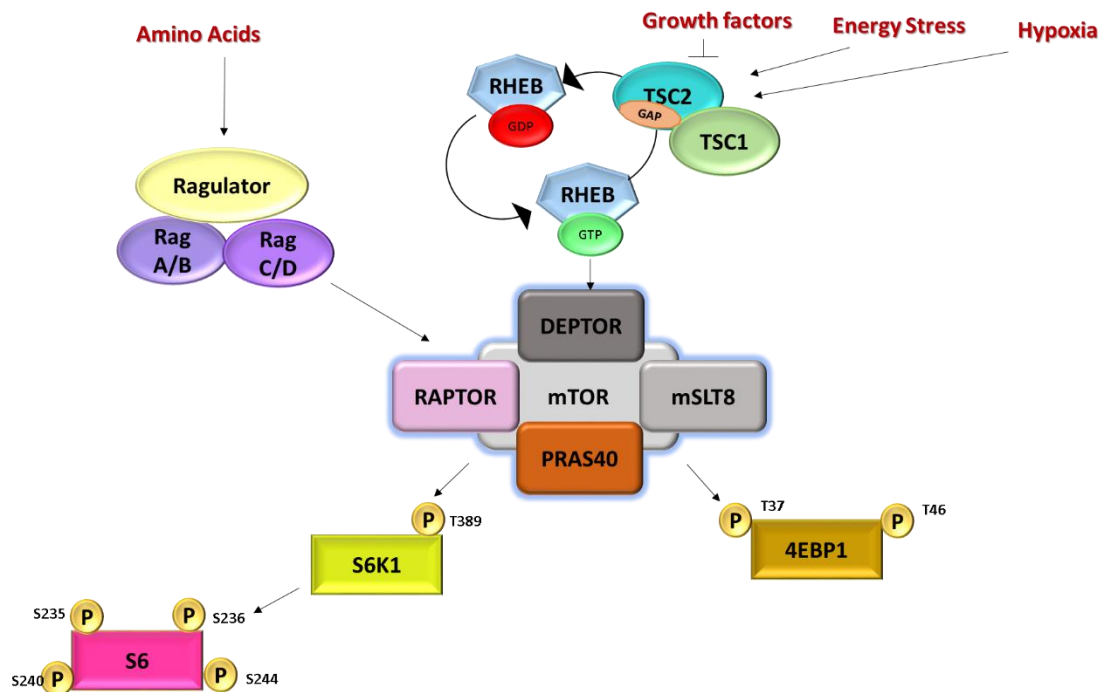 Growth factors
Energy Stress
Hypoxia
Amino Acids
RHEB
GDP
TSC2
GAP
TSC1
Ragulator
RHEB
GTP
Rag
A/B
Rag
C/D
DEPTOR
RAPTOR
mTOR
mSLT8
PRAS40
P
T389
S6K1
P
T37
P
T46
4EBP1
S235
P
P
S236
S6
S240
P
P
S244